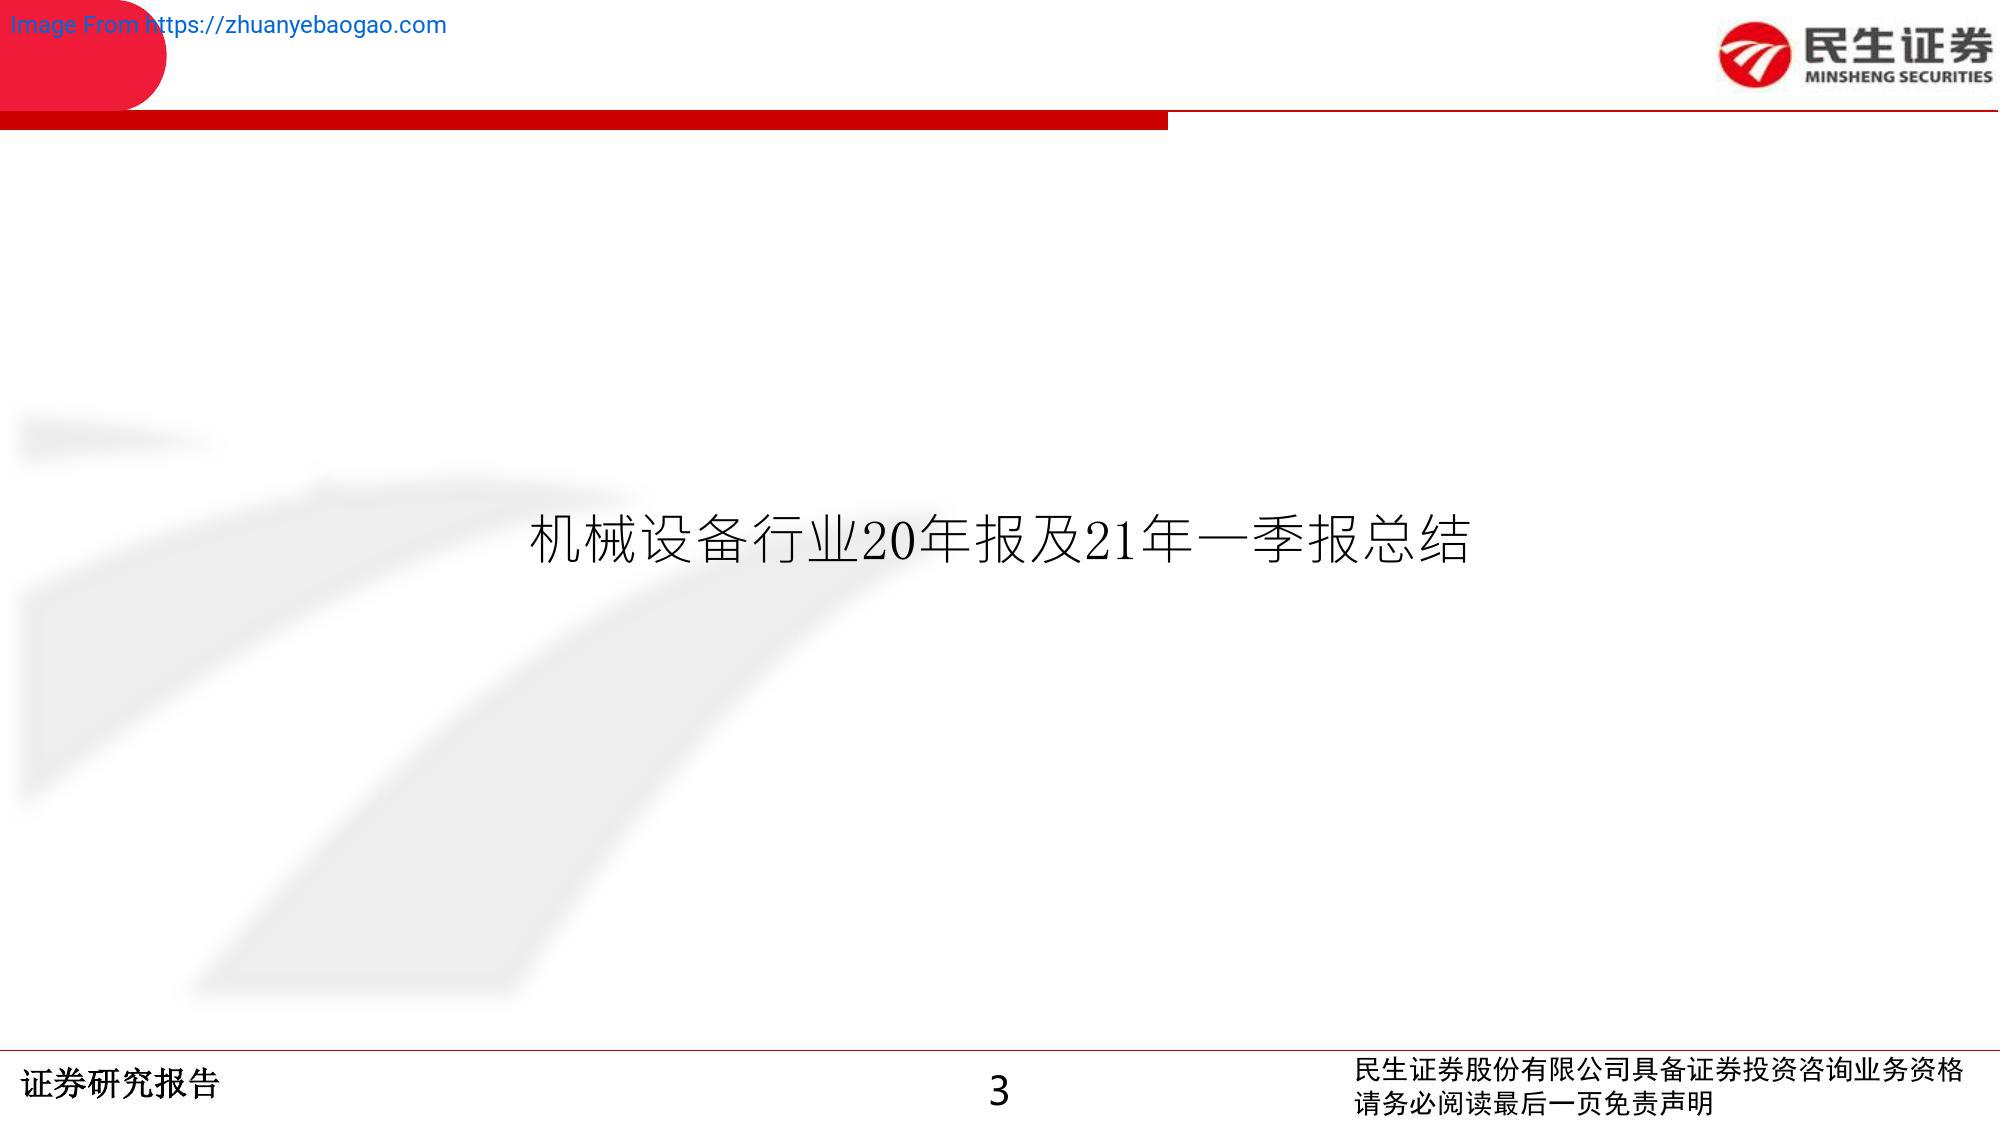 Image From https://zhuanyebaogao.com
民生证券
MINSHENG SECURITIES
机械设备行业20年报及21年一季报总结
证券研究报告
3
民生证券股份有限公司具备证券投资咨询业务资格
请务必阅读最后一页免责声明